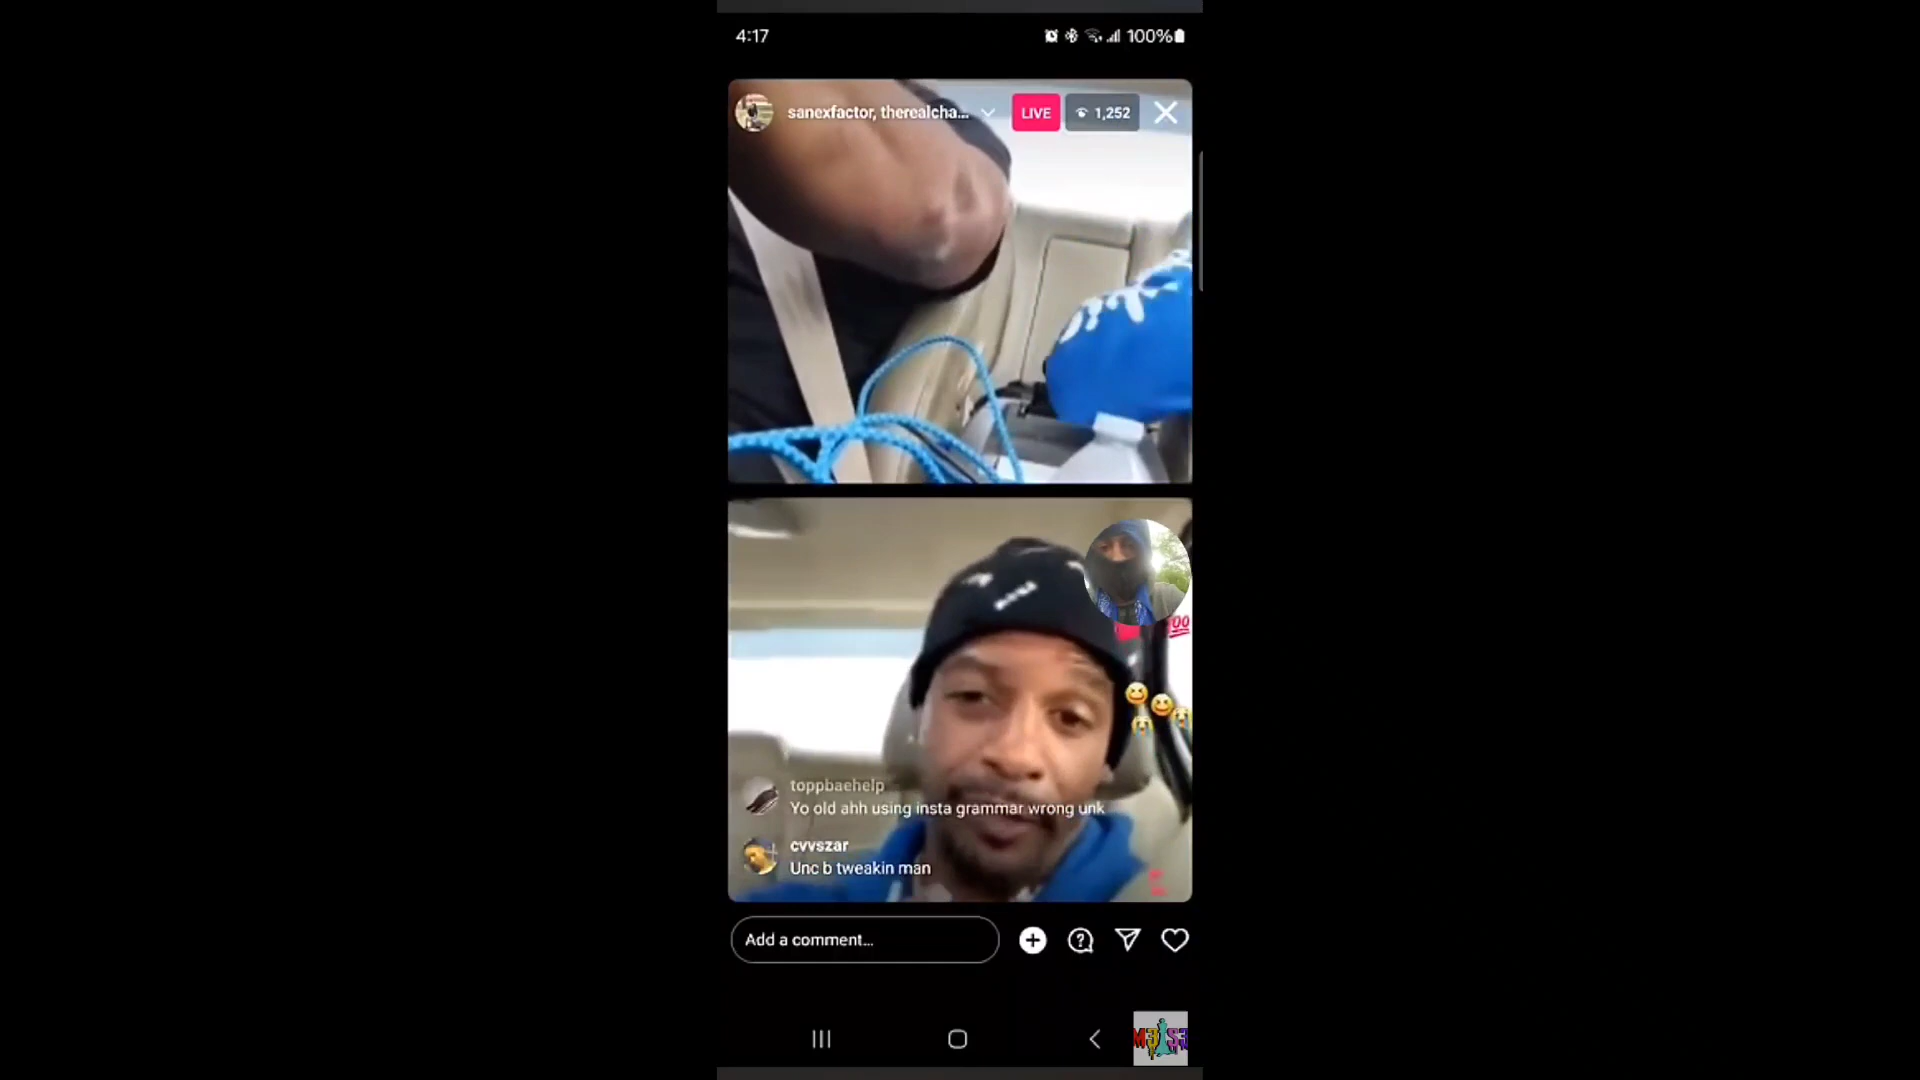 4:17
100%
sanexfactor, therealcha...
LIVE
1,252
toppbaehelp
Yo old ahh using insta grammar wrong unk
cvvszar
Unc b tweakin man
Add a comment...